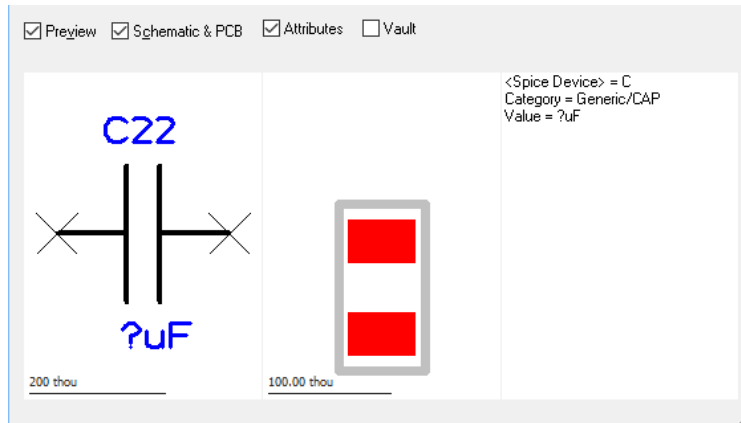 Preview Schematic & PCB Attributes Vault
C22
?uF
200 thou
100.00 thou
<Spice Device> = C
Category = Generic/CAP
Value = ?uF